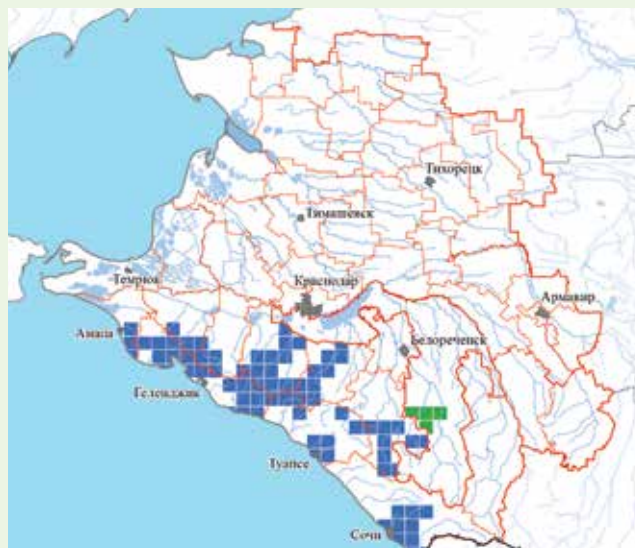 Тихорецк
Тимашевск
Темрюк
Краснодар
Армавир
Анапа
Белореченск
Геленджик
Туапсе
Сочи